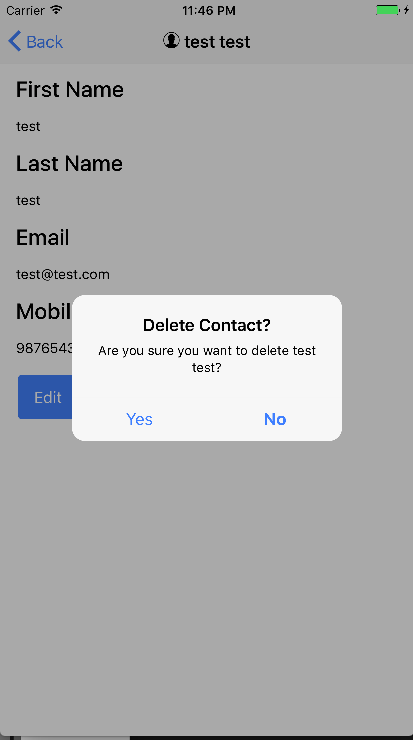 Carrier 11:46 PM
Back test test
First Name
test
Last Name
test
Email
test@test.com
Mobil
9876543
Delete Contact?
Are you sure you want to delete test
test?
Edit
Yes No